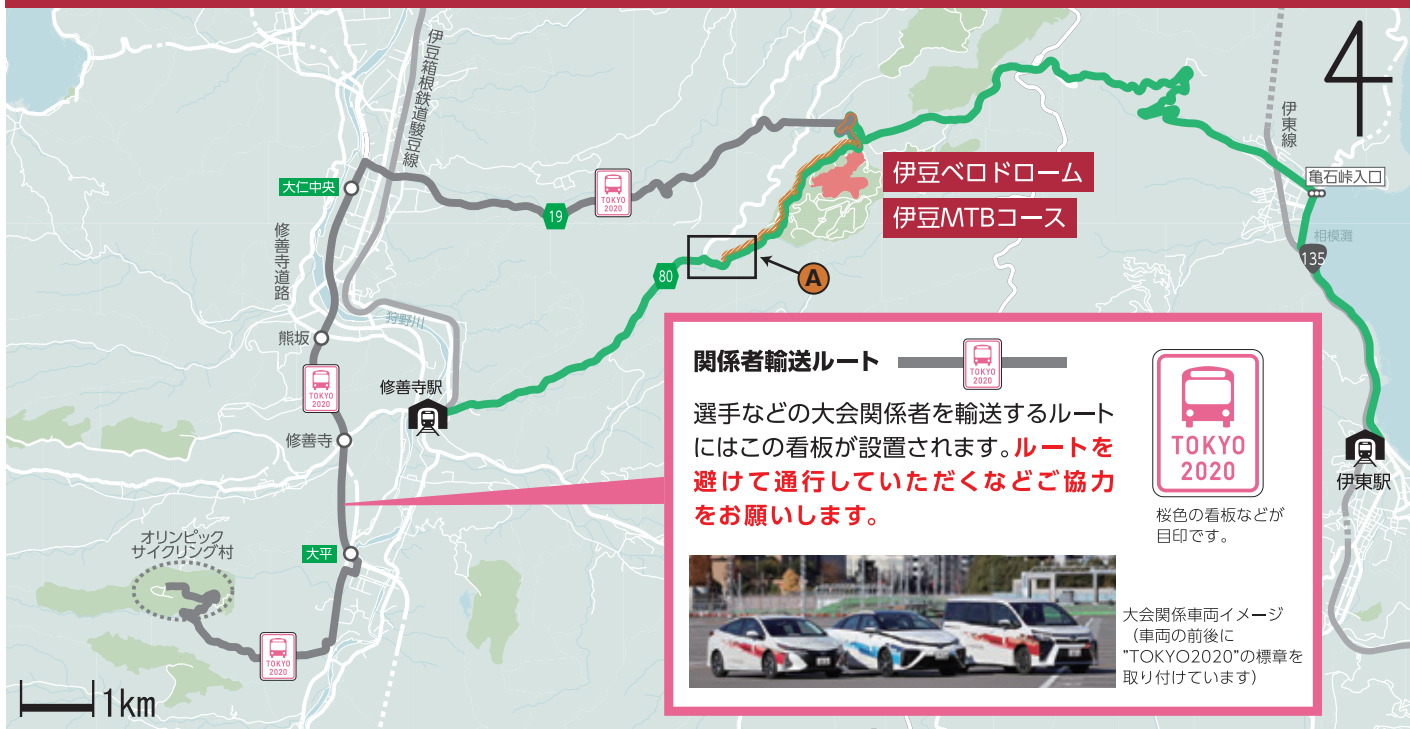 伊豆箱根鉄道駿豆線
伊東線
亀石峠入口
相模灘
135
伊東駅
伊豆ベロドローム
伊豆MTBコース
大仁中央
19
TOKYO
2020
修善寺道路
80
A
狩野川
熊坂
TOKYO
2020
修善寺駅
修善寺
大平
オリンピック
サイクリング村
TOKYO
2020
1km
関係者輸送ルート
TOKYO
2020
選手などの大会関係者を輸送するルート
にはこの看板が設置されます。ルートを
避けて通行していただくなどご協力
をお願いします。
TOKYO
2020
桜色の看板などが
目印です。
大会関係車両イメージ
(車両の前後に
"TOKYO2020"の標章を
取り付けています)